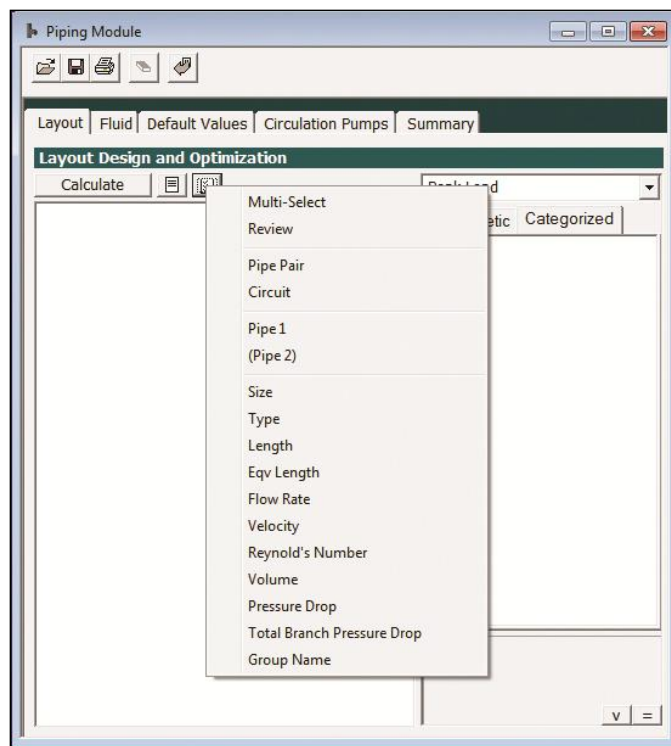 Piping Module
Layout Fluid Default Values Circulation Pumps Summary
Layout Design and Optimization
Calculate
Categorized
Multi-Select
Review
Pipe Pair
Circuit
Pipe 1
(Pipe 2)
Size
Type
Length
Eqv Length
Flow Rate
Velocity
Reynold's Number
Volume
Pressure Drop
Total Branch Pressure Drop
Group Name
v =